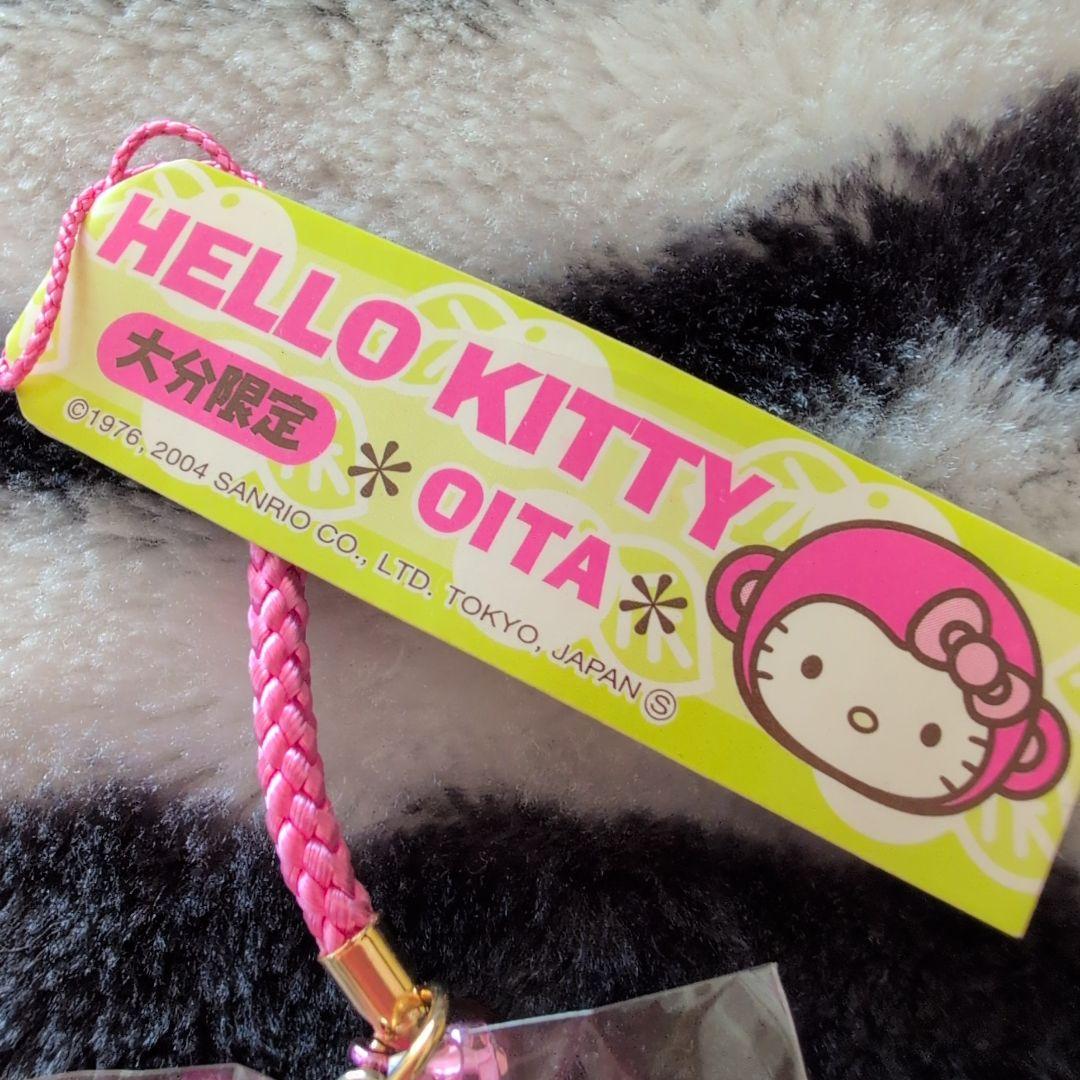 HELLO KITTY
大分限定
* OITA *
©1976, 2004 SANRIO CO., LTD. TOKYO, JAPAN Ⓢ